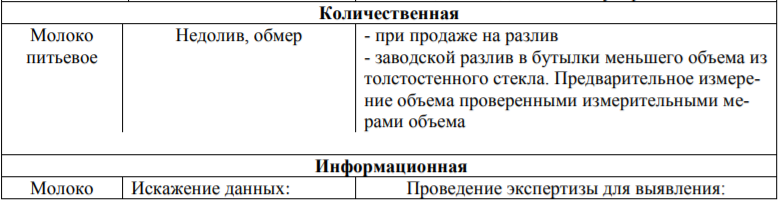 Количественная
Молоко питьевое
Недолив, обмер
- при продаже на разлив
- заводской разлив в бутылки меньшего объема из
толстостенного стекла. Предварительное измере-
ние объема проверенными измерительными ме-
рами объема
Информационная
Молоко
Искажение данных:
Проведение экспертизы для выявления: